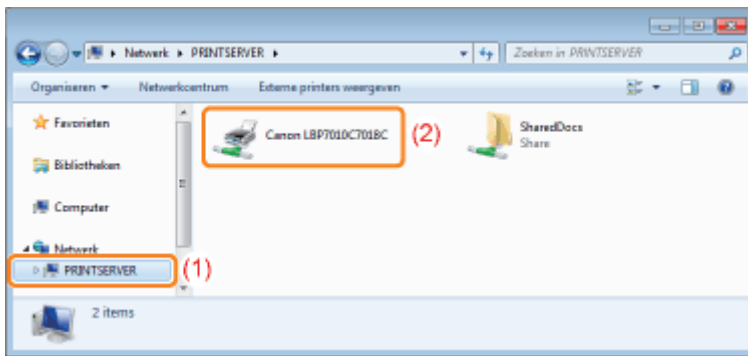 Netwerk ▸ PRINTSERVER ▸
Zoeken in PRINTSERVER
Organiseren
Netwerkcentrum
Externe printers weergeven
Favorieten
Bibliotheken
Computer
Netwerk
PRINTSERVER
(1)
Canon LBP7010C7018C
(2)
SharedDocs
Share
2 items